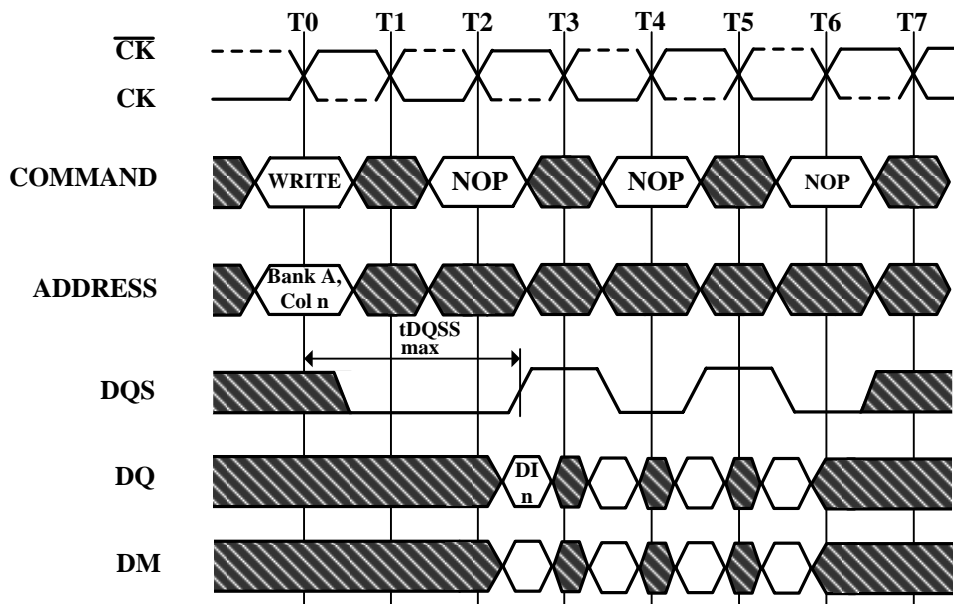 T0 T1 T2 T3 T4 T5 T6 T7
CK
CK
COMMAND WRITE NOP NOP NOP
ADDRESS Bank A,
Col n
tDQSS
max
DQS
DQ DI
n
DM